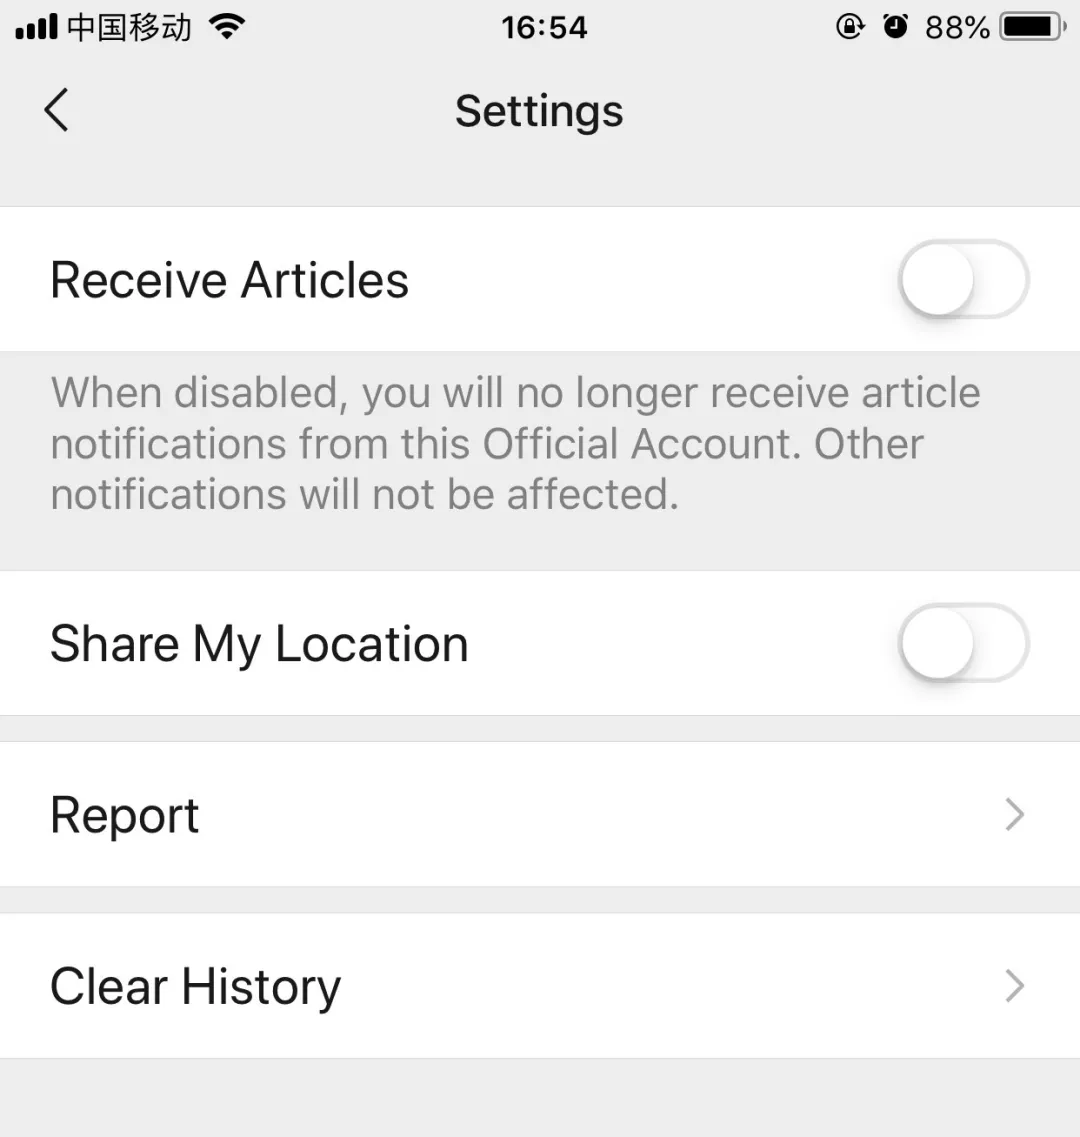 中国移动 16:54 88%
Settings
Receive Articles
When disabled, you will no longer receive article
notifications from this Official Account. Other
notifications will not be affected.
Share My Location
Report
Clear History